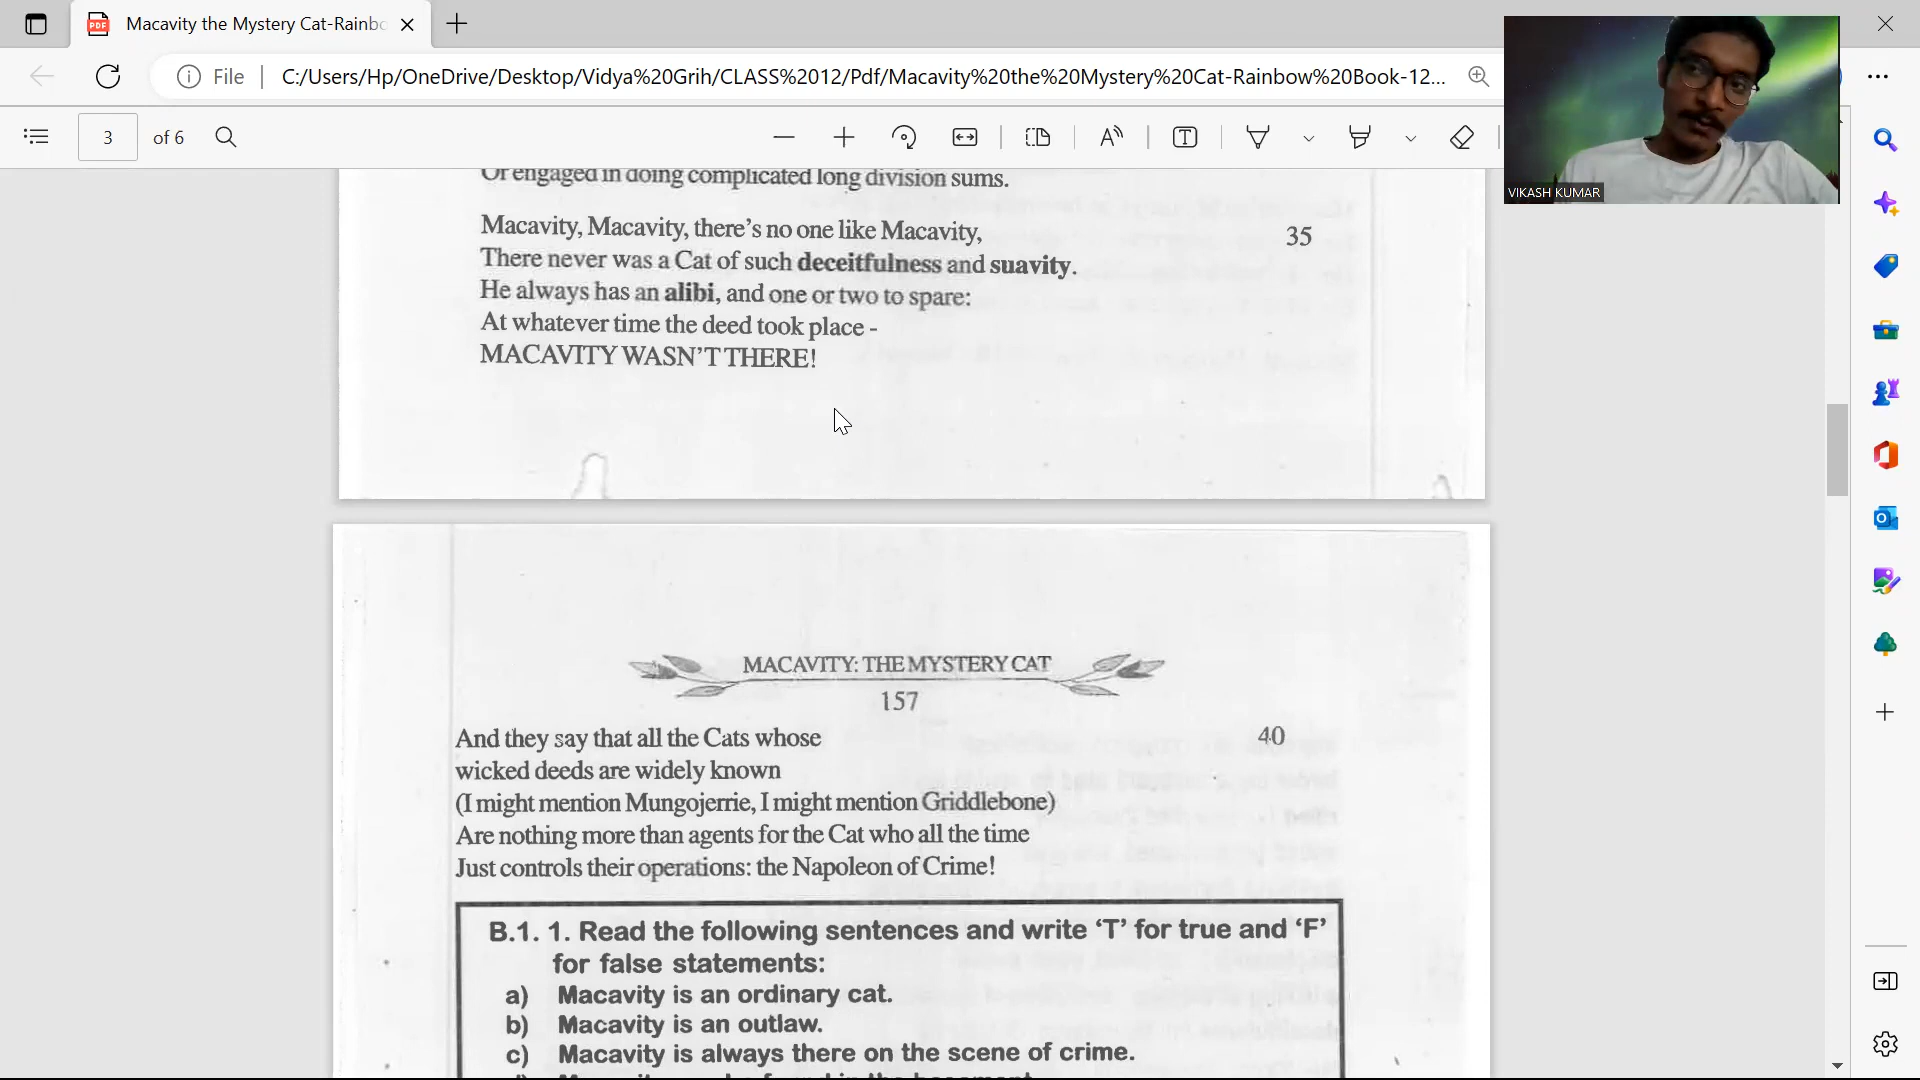 Macavity the Mystery Cat-Rainbo
File
C:/Users/Hp/OneDrive/Desktop/Vidya%20Grih/CLASS%2012/Pdf/Macavity%20the%20Mystery%20Cat-Rainbow%20Book-12...
3 of 6
VIKASH KUMAR
Or engaged in doing complicated long division sums.
Macavity, Macavity, there's no one like Macavity, 35
There never was a Cat of such deceitfulness and suavity.
He always has an alibi, and one or two to spare:
At whatever time the deed took place -
MACAVITY WASN'T THERE!
MACAVITY: THE MYSTERY CAT
157
And they say that all the Cats whose 40
wicked deeds are widely known
(I might mention Mungojerrie, I might mention Griddlebone)
Are nothing more than agents for the Cat who all the time
Just controls their operations: the Napoleon of Crime!
B.1. 1. Read the following sentences and write 'T' for true and 'F'
for false statements:
a) Macavity is an ordinary cat.
b) Macavity is an outlaw.
c) Macavity is always there on the scene of crime.